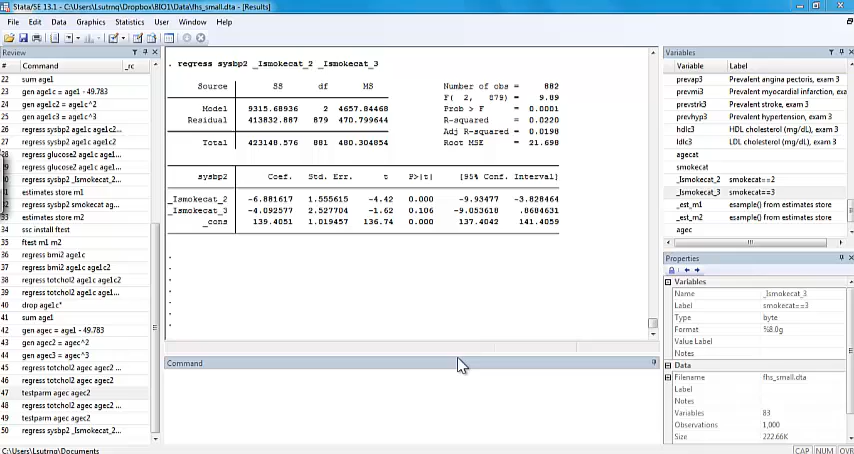 Stata/SE 13.1 - C:\Users\Lsutrnq\Dropbox\BIO1\Data\fhs_small.dta - [Results]
File Edit Data Graphics Statistics User Window Help
Review
# Command _rc
22 sum age1
23 gen age1c = age1 - 49.783
24 gen age1c2 = age1c^2
25 gen age1c3 = age1c^3
26 regress sysbp2 age1c age1c2...
27 regress sysbp2 age1c age1c2...
28 regress glucose2 age1c age1c2...
29 regress glucose2 age1c age1c2...
30 regress sysbp2 _Ismokecat_2...
31 estimates store m1
32 regress sysbp2 smokecat ag...
33 estimates store m2
34 ssc install ftest
35 ftest m1 m2
36 regress bmi2 age1c
37 regress bmi2 age1c age1c2
38 regress totchol2 age1c age1c2
39 regress totchol2 age1c age1c...
40 drop age1c*
41 sum age1
42 gen agec = age1 - 49.783
43 gen agec2 = agec^2
44 gen agec3 = agec^3
45 regress totchol2 agec agec2...
46 regress totchol2 agec agec2
47 testparm agec agec2
48 regress totchol2 agec agec2...
49 testparm agec agec2
50 regress sysbp2 _Ismokecat_2...
. regress sysbp2 _Ismokecat_2 _Ismokecat_3
Source SS df MS Number of obs = 882
F( 2, 879) = 9.89
Model 9315.68936 2 4657.84468 Prob > F = 0.0001
Residual 413832.887 879 470.799644 R-squared = 0.0220
Adj R-squared = 0.0198
Total 423148.576 881 480.304854 Root MSE = 21.698
sysbp2 Coef. Std. Err. t P>|t| [95% Conf. Interval]
_Ismokecat_2 -6.881617 1.555615 -4.42 0.000 -9.93477 -3.828464
_Ismokecat_3 -4.092577 2.527704 -1.62 0.106 -9.053618 .8684631
_cons 139.4051 1.019457 136.74 0.000 137.4042 141.4059
.
.
.
.
.
.
Command
Variables
Variable Label
prevap3 Prevalent angina pectoris, exam 3
prevmi3 Prevalent myocardial infarction, exam
prevstrk3 Prevalent stroke, exam 3
prevhyp3 Prevalent hypertension, exam 3
hdlc3 HDL cholesterol (mg/dL), exam 3
ldlc3 LDL cholesterol (mg/dL), exam 3
agecat
smokecat
_Ismokecat_2 smokecat==2
_Ismokecat_3 smokecat==3
_est_m1 esample() from estimates store
_est_m2 esample() from estimates store
agec
Properties
Variables
Name _Ismokecat_3
Label smokecat==3
Type byte
Format %8.0g
Value Label
Notes
Data
Filename fhs_small.dta
Label
Notes
Variables 83
Observations 1,000
Size 222.66K
C:\Users\Lsutrnq\Documents
CAP NUM OVR